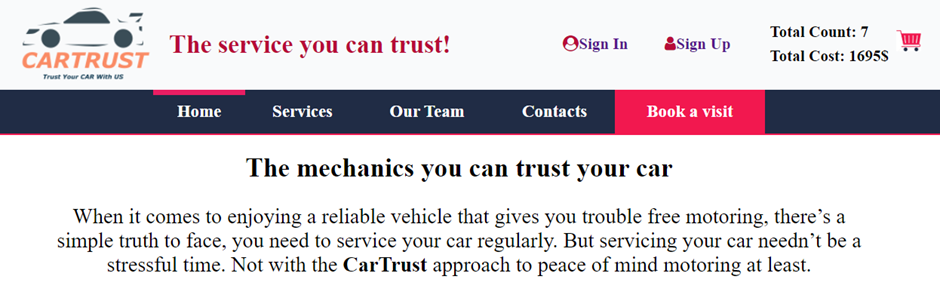 CARTRUST
Trust Your CAR With US
The service you can trust!
Sign In
Sign Up
Total Count: 7
Total Cost: 1695$
Home
Services
Our Team
Contacts
Book a visit
The mechanics you can trust your car
When it comes to enjoying a reliable vehicle that gives you trouble free motoring, there’s a
simple truth to face, you need to service your car regularly. But servicing your car needn’t be a
stressful time. Not with the CarTrust approach to peace of mind motoring at least.